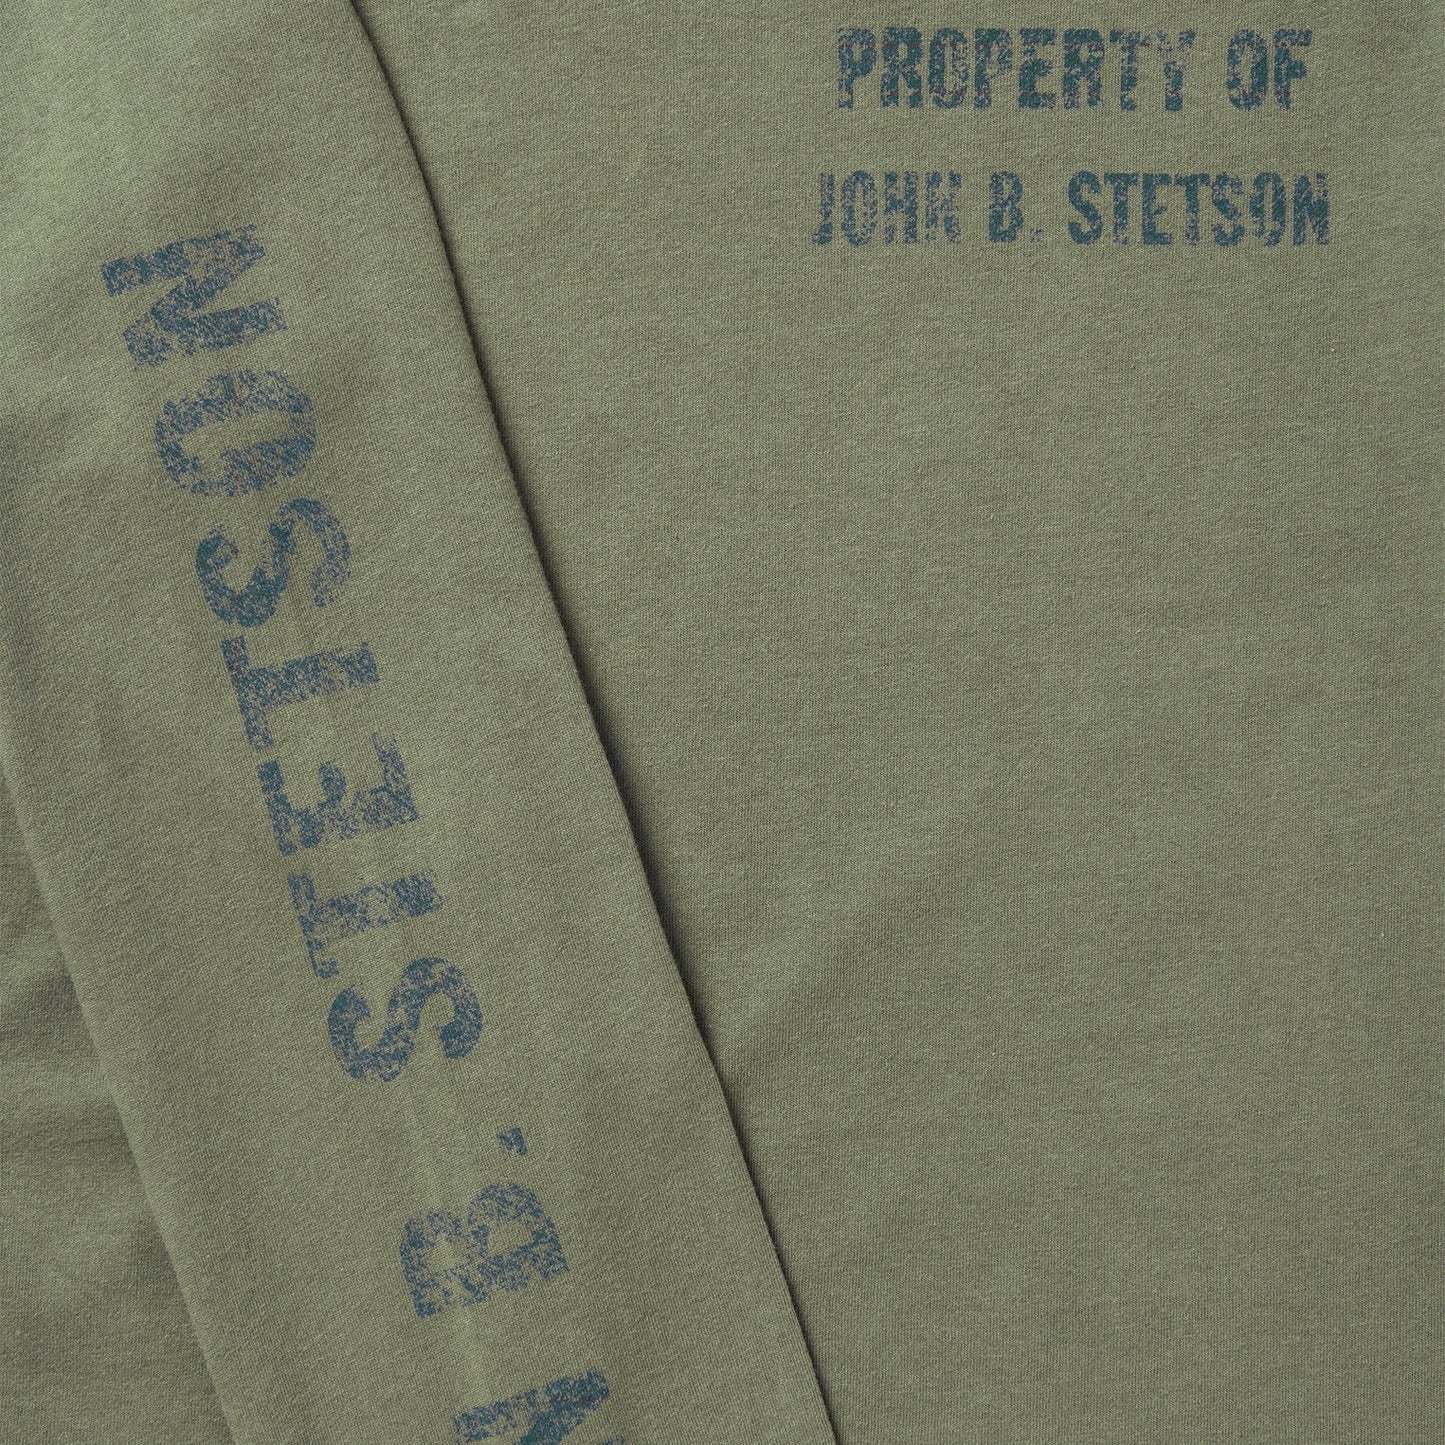 PROPERTY OF
JOHN B. STETSON
N B. STETSON